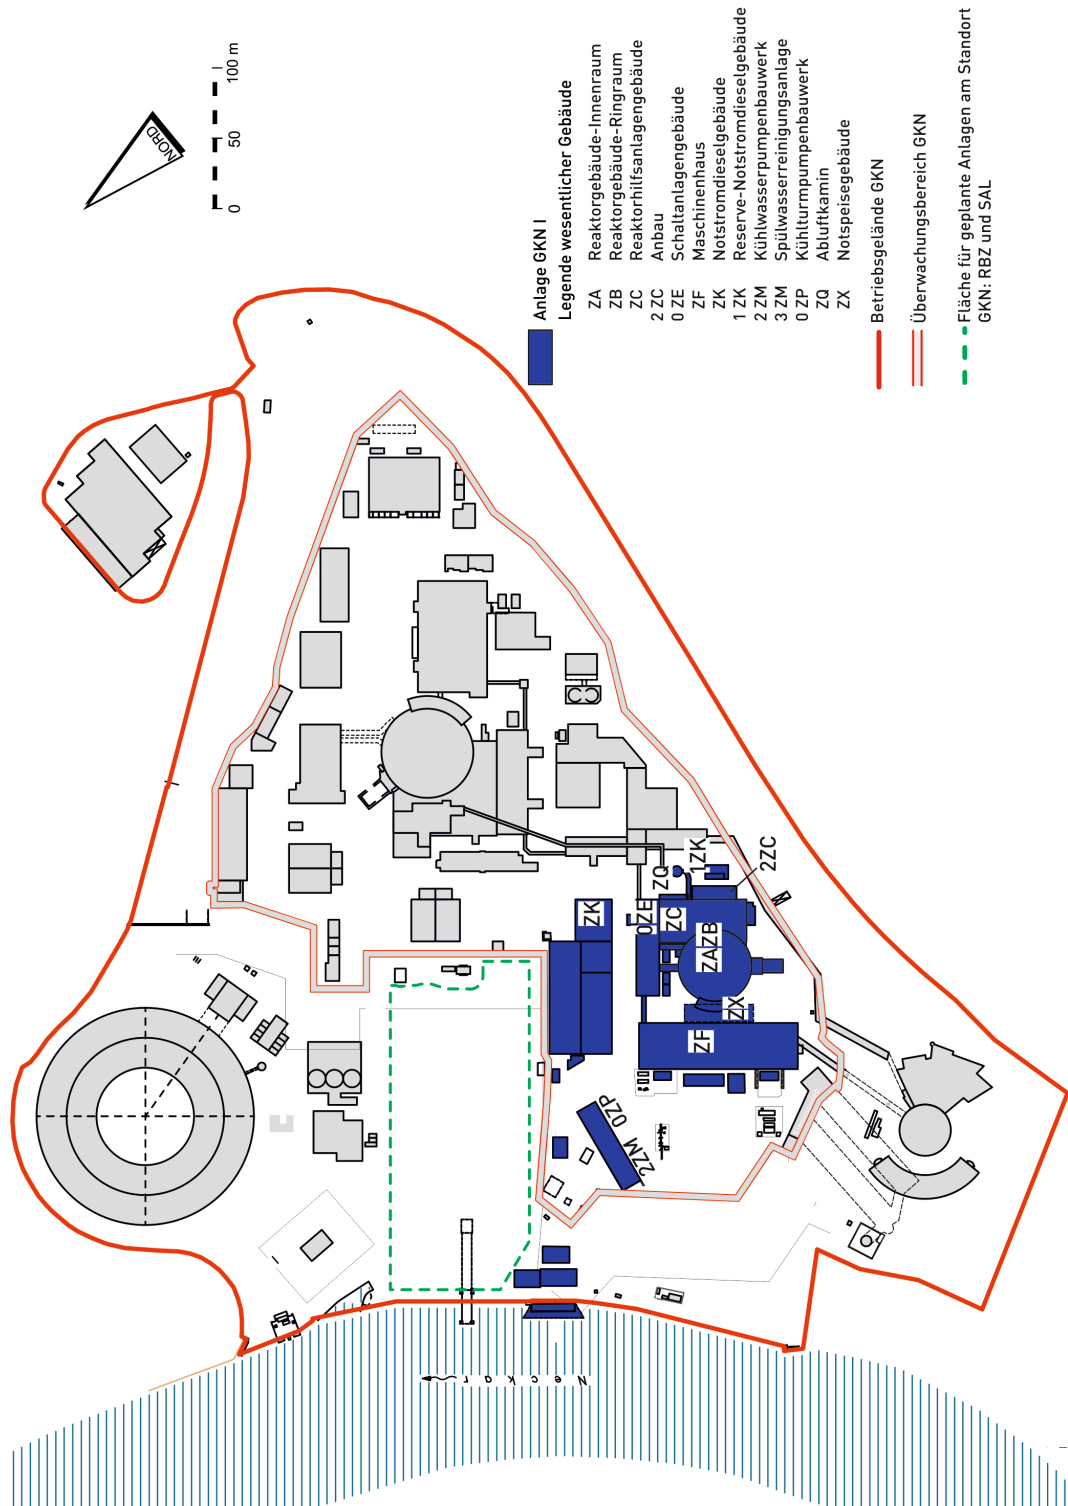 NORD
0 50 100 m
Anlage GKN I
Legende wesentlicher Gebäude
ZA Reaktorgebäude-Innenraum
ZB Reaktorgebäude-Ringraum
ZC Reaktorhilfsanlagengebäude
2 ZC Anbau
0 ZE Schaltanlagengebäude
ZF Maschinenhaus
ZK Notstromdieselgebäude
1 ZK Reserve-Notstromdieselgebäude
2 ZM Kühlwasserpumpenbauwerk
3 ZM Spülwasserreinigungsanlage
0 ZP Kühlturmpumpenbauwerk
ZQ Abluftkamin
ZX Notspeisegebäude
Betriebsgelände GKN
Überwachungsbereich GKN
Fläche für geplante Anlagen am Standort
GKN: RBZ und SAL
ZK
0ZE
ZQ
1ZK
2ZC
ZC
ZAZB
ZX
ZF
2ZM 0ZP
Neckar